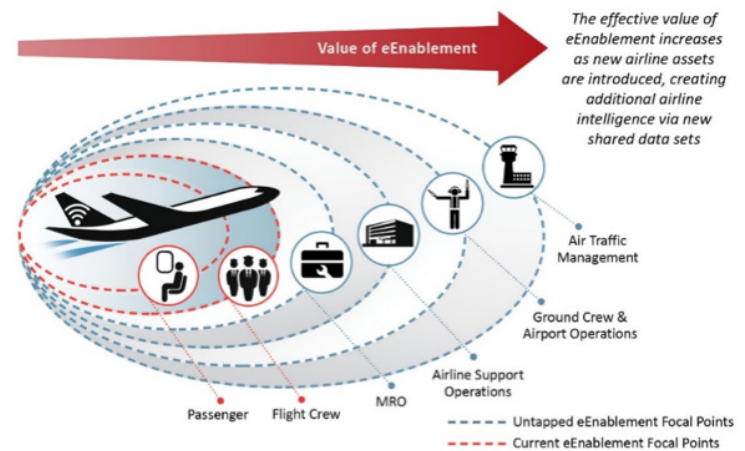 Value of eEnablement
The effective value of
eEnablement increases
as new airline assets
are introduced, creating
additional airline
intelligence via new
shared data sets
Air Traffic
Management
Ground Crew &
Airport Operations
Airline Support
Operations
MRO
Flight Crew
Passenger
Untapped eEnablement Focal Points
Current eEnablement Focal Points